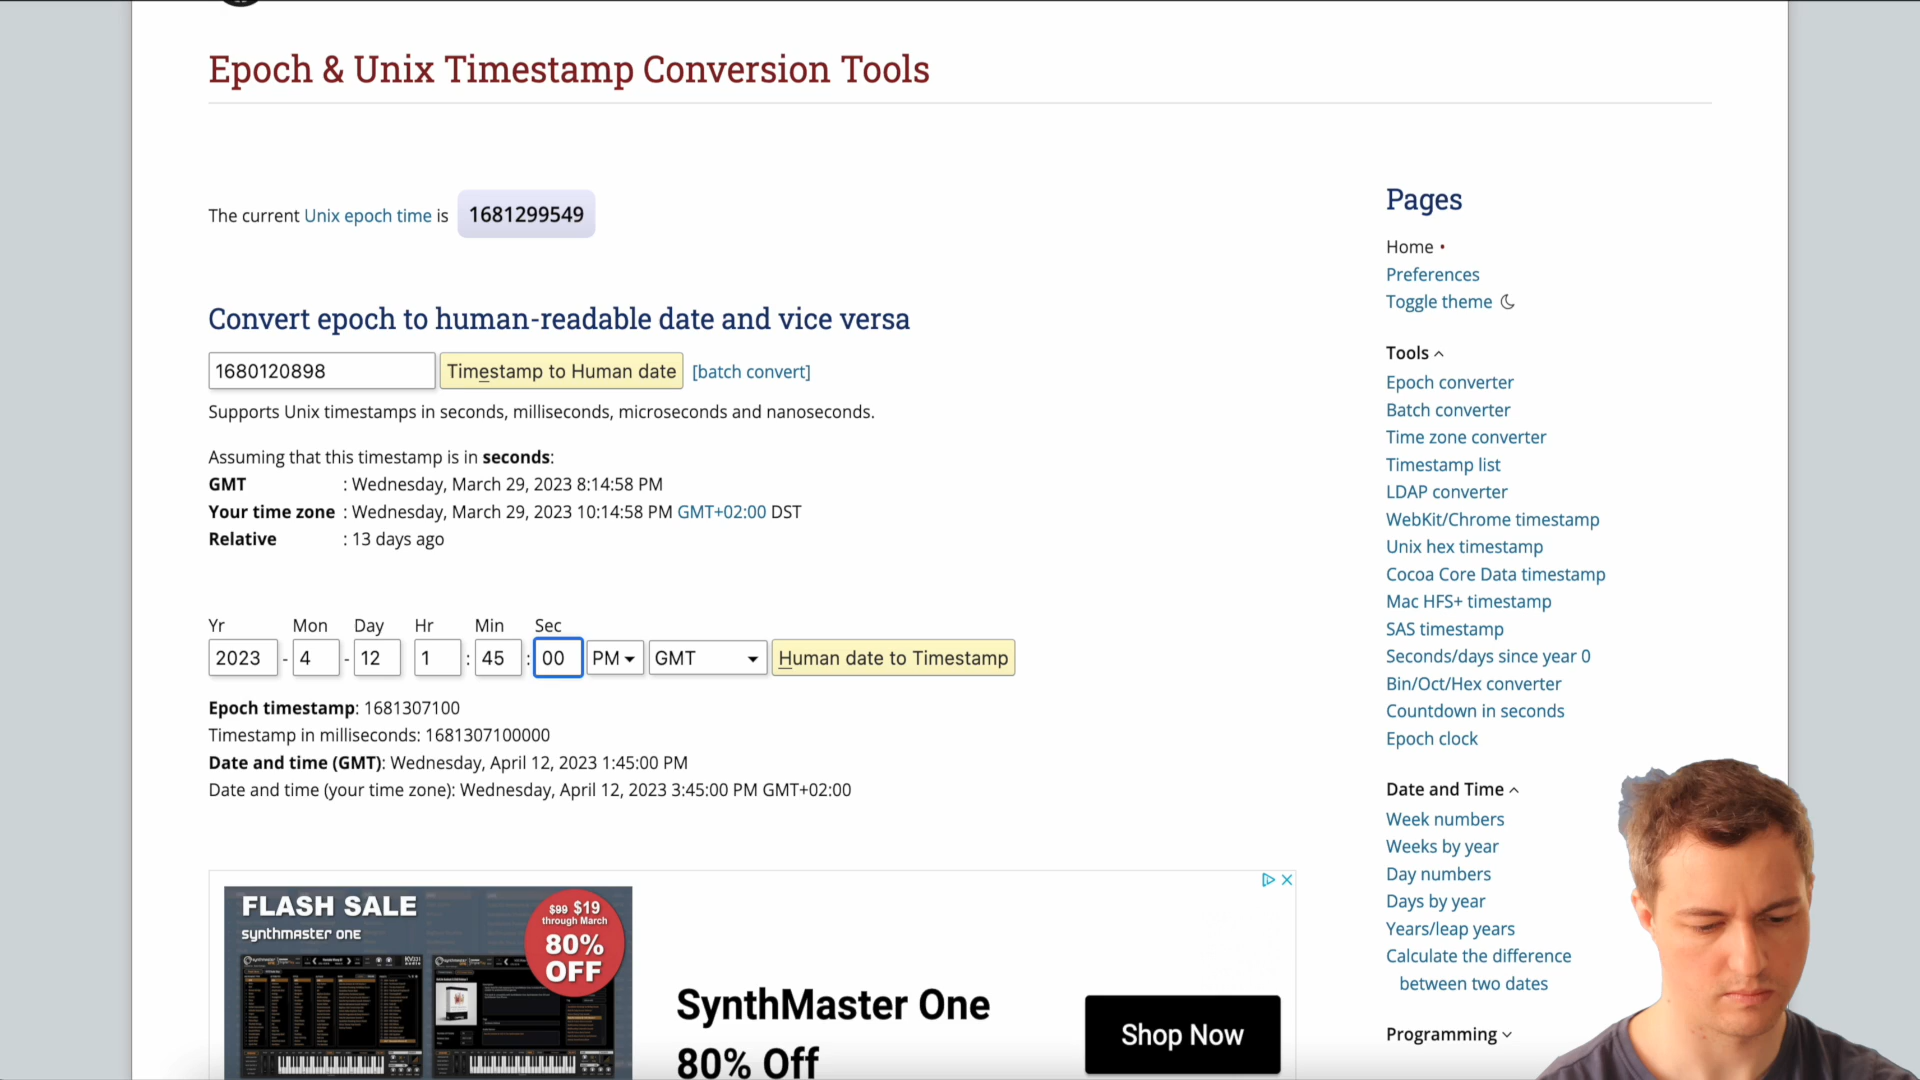 Epoch & Unix Timestamp Conversion Tools
The current Unix epoch time is 1681299549
Convert epoch to human-readable date and vice versa
1680120898 Timestamp to Human date [batch convert]
Supports Unix timestamps in seconds, milliseconds, microseconds and nanoseconds.
Assuming that this timestamp is in seconds:
GMT : Wednesday, March 29, 2023 8:14:58 PM
Your time zone : Wednesday, March 29, 2023 10:14:58 PM GMT+02:00 DST
Relative : 13 days ago
Yr Mon Day Hr Min Sec
2023 - 4 - 12 1 : 45 : 00 PM GMT Human date to Timestamp
Epoch timestamp: 1681307100
Timestamp in milliseconds: 1681307100000
Date and time (GMT): Wednesday, April 12, 2023 1:45:00 PM
Date and time (your time zone): Wednesday, April 12, 2023 3:45:00 PM GMT+02:00
FLASH SALE
synthmaster one
$99 $19
through March
80%
OFF
SynthMaster One
80% Off
Shop Now
Pages
Home
Preferences
Toggle theme
Tools
Epoch converter
Batch converter
Time zone converter
Timestamp list
LDAP converter
WebKit/Chrome timestamp
Unix hex timestamp
Cocoa Core Data timestamp
Mac HFS+ timestamp
SAS timestamp
Seconds/days since year 0
Bin/Oct/Hex converter
Countdown in seconds
Epoch clock
Date and Time
Week numbers
Weeks by year
Day numbers
Days by year
Years/leap years
Calculate the difference
between two dates
Programming